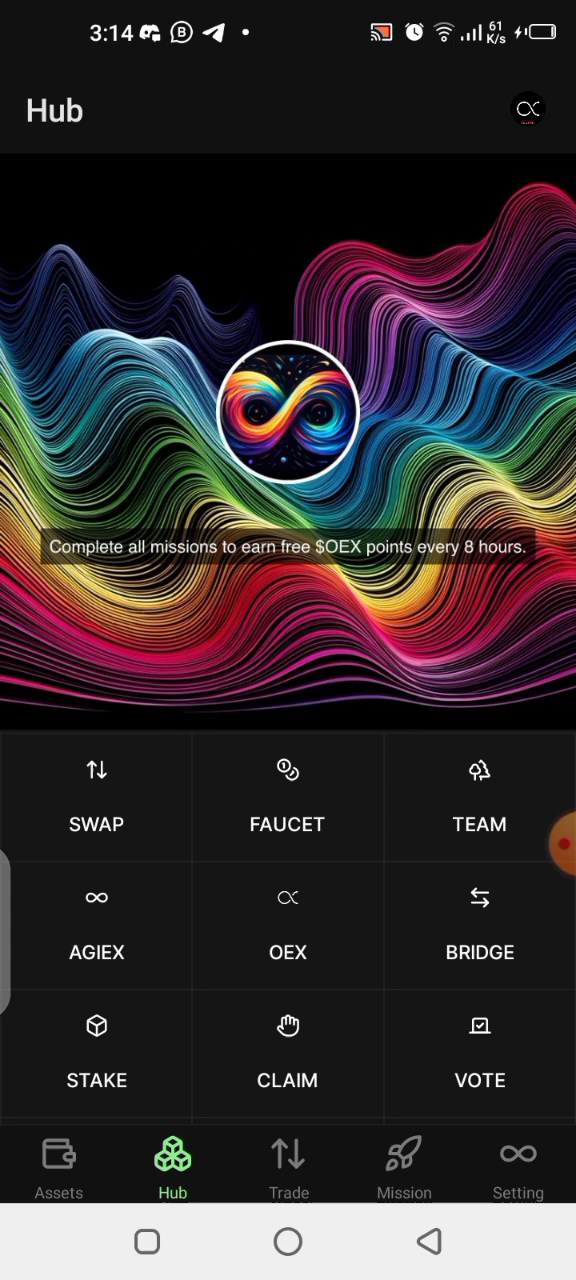 3:14
61
K/s
Hub
Complete all missions to earn free $OEX points every 8 hours.
SWAP
FAUCET
TEAM
AGIEX
OEX
BRIDGE
STAKE
CLAIM
VOTE
Assets
Hub
Trade
Mission
Setting